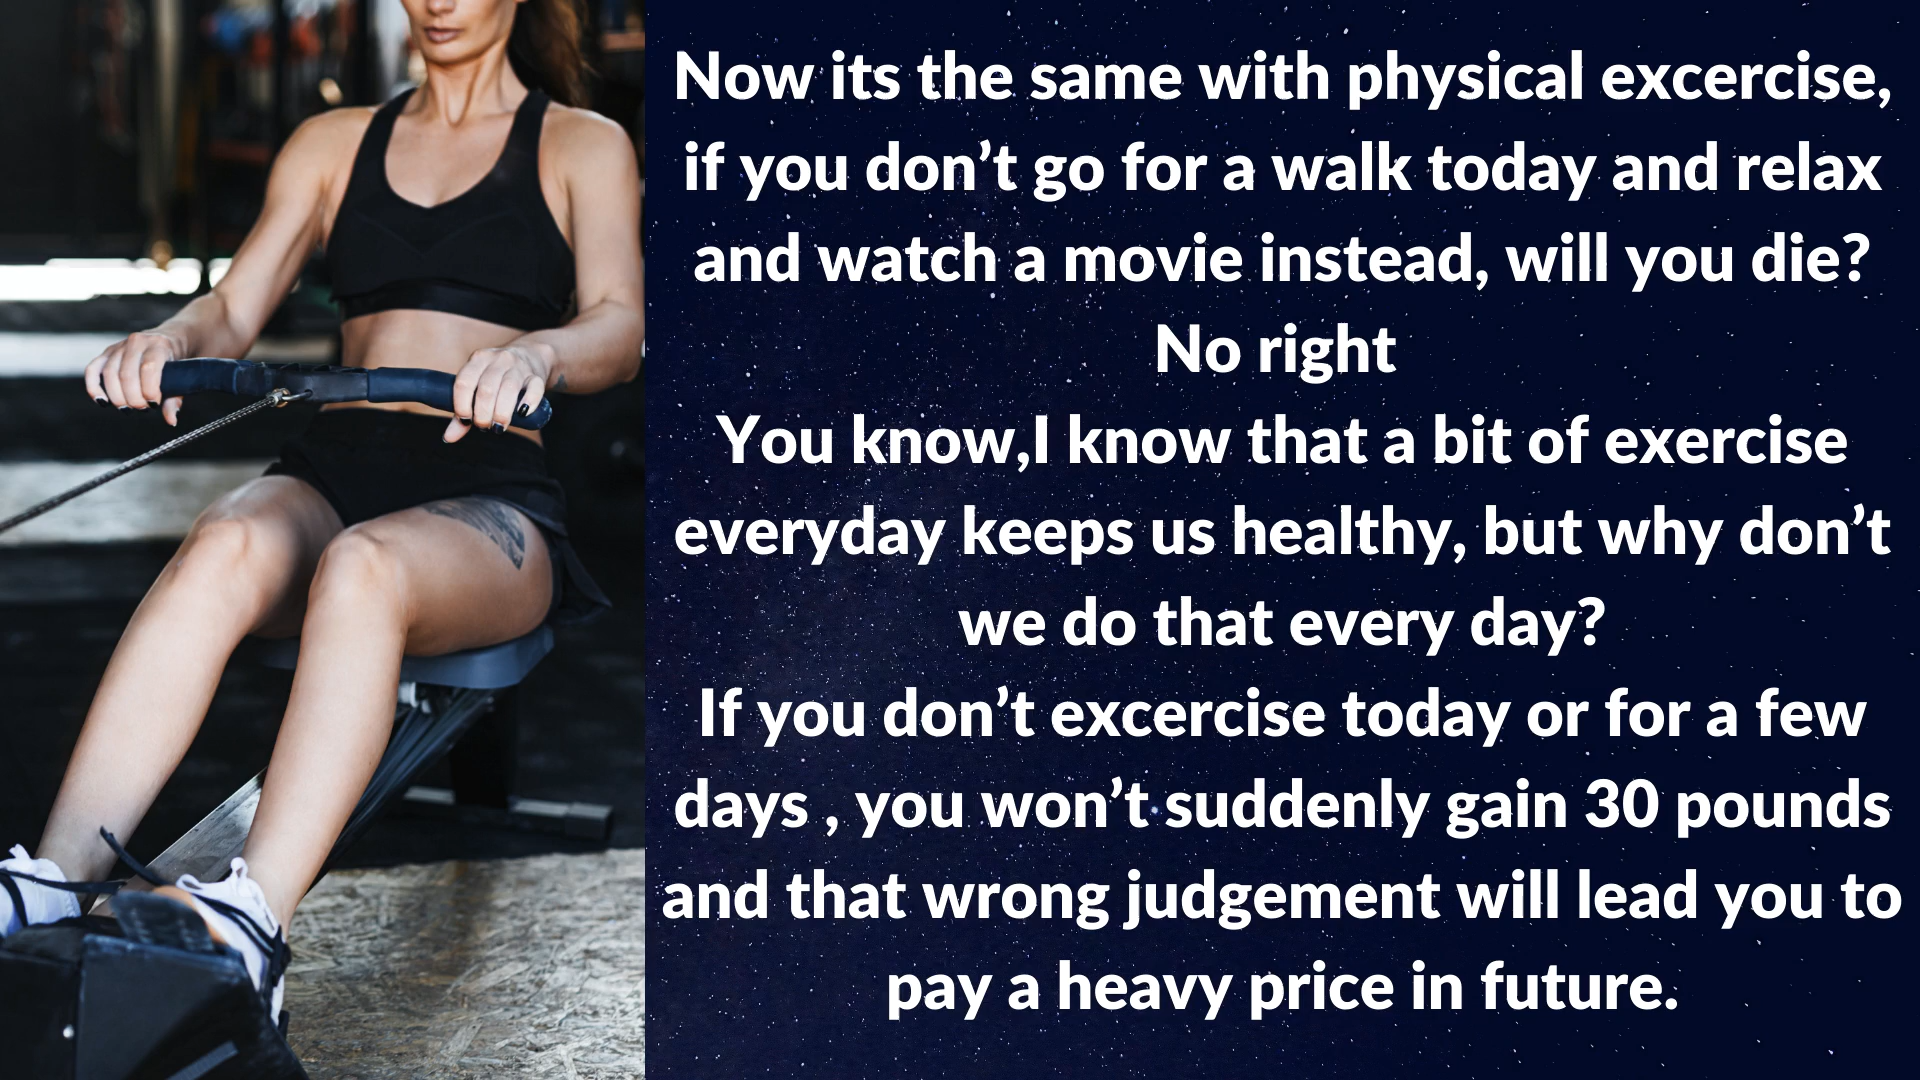 Now its the same with physical excercise,
if you don’t go for a walk today and relax
and watch a movie instead, will you die?
No right
You know,I know that a bit of exercise
everyday keeps us healthy, but why don’t
we do that every day?
If you don’t excercise today or for a few
days , you won’t suddenly gain 30 pounds
and that wrong judgement will lead you to
pay a heavy price in future.